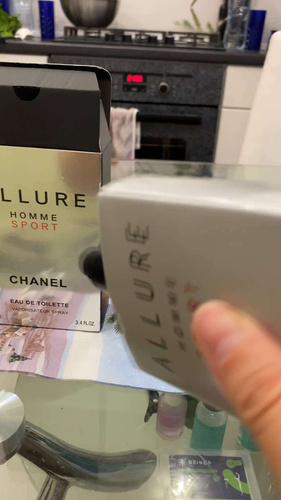 LLURE
HOMME
SPORT
CHANEL
EAU DE TOILETTE
VAPORISATEUR SPRAY
3.4 FL.OZ.
ALLURE
HOMME